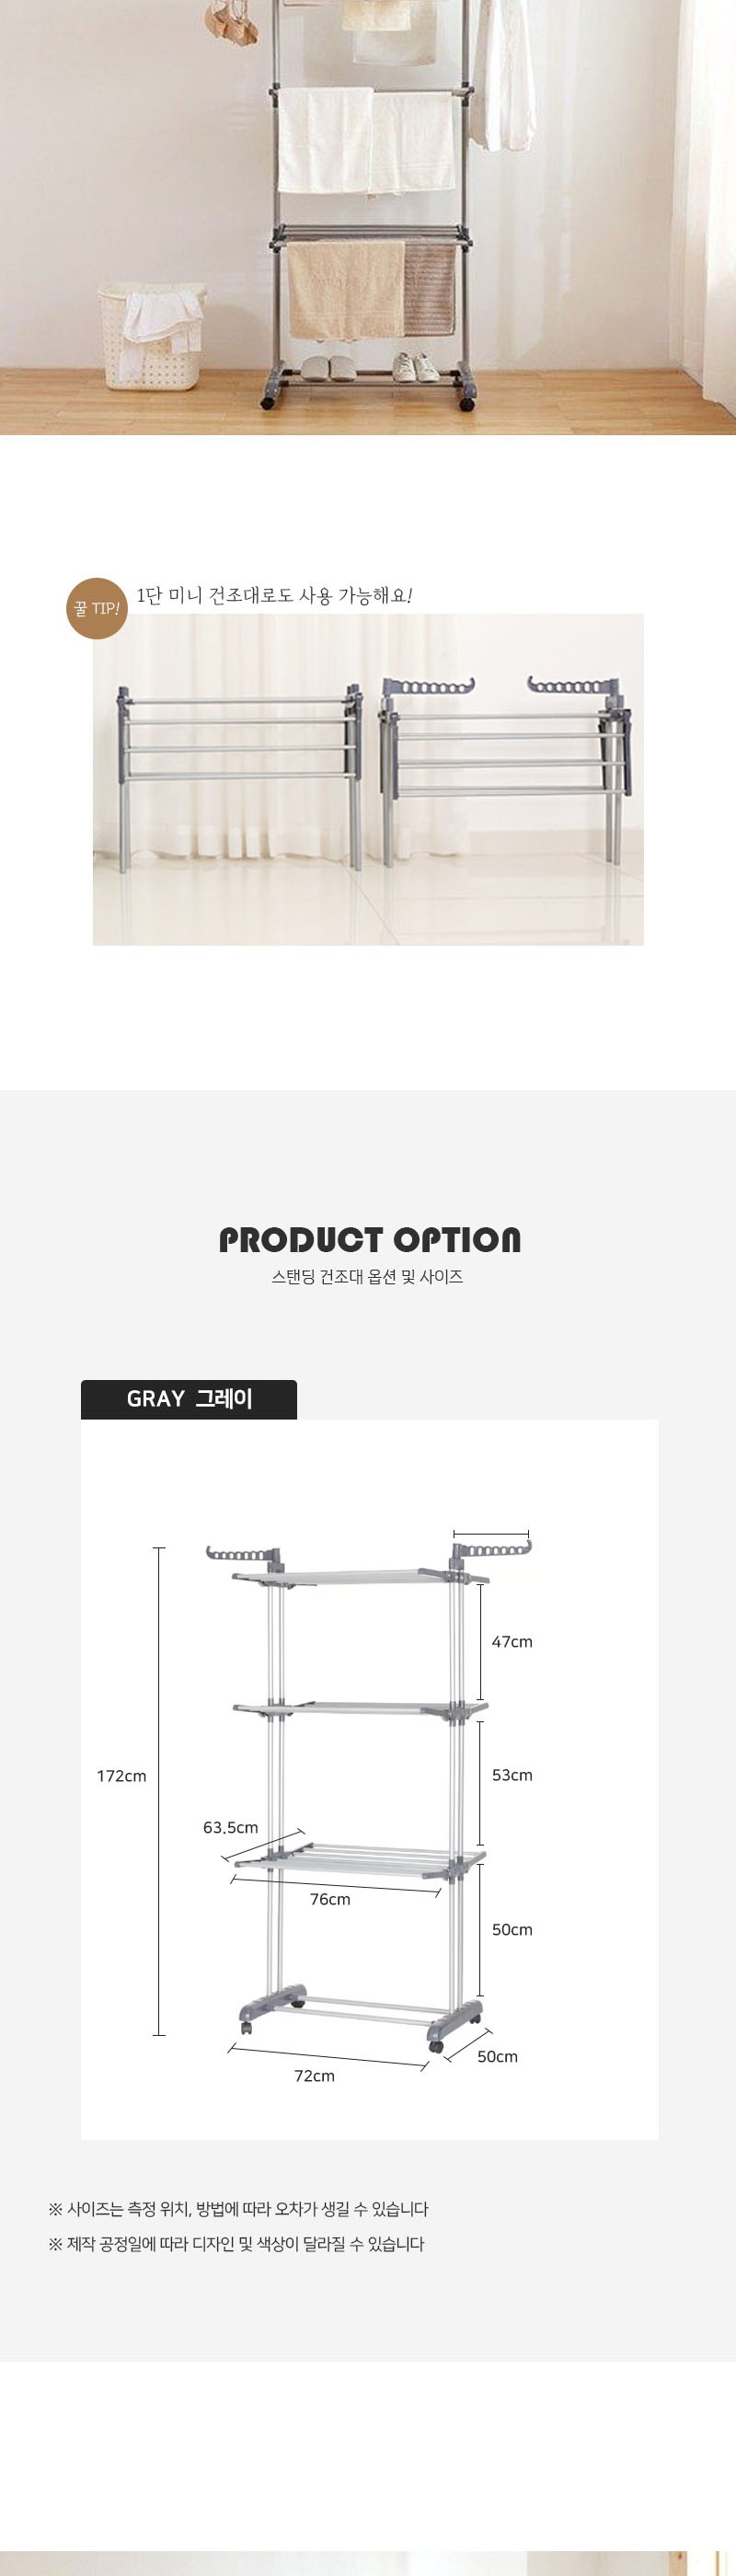 꿀 TIP!
1단 미니 건조대로도 사용 가능해요!
PRODUCT OPTION
스탠딩 건조대 옵션 및 사이즈
GRAY 그레이
47cm
172cm
53cm
63.5cm
76cm
50cm
50cm
72cm
※ 사이즈는 측정 위치, 방법에 따라 오차가 생길 수 있습니다
※ 제작 공정일에 따라 디자인 및 색상이 달라질 수 있습니다